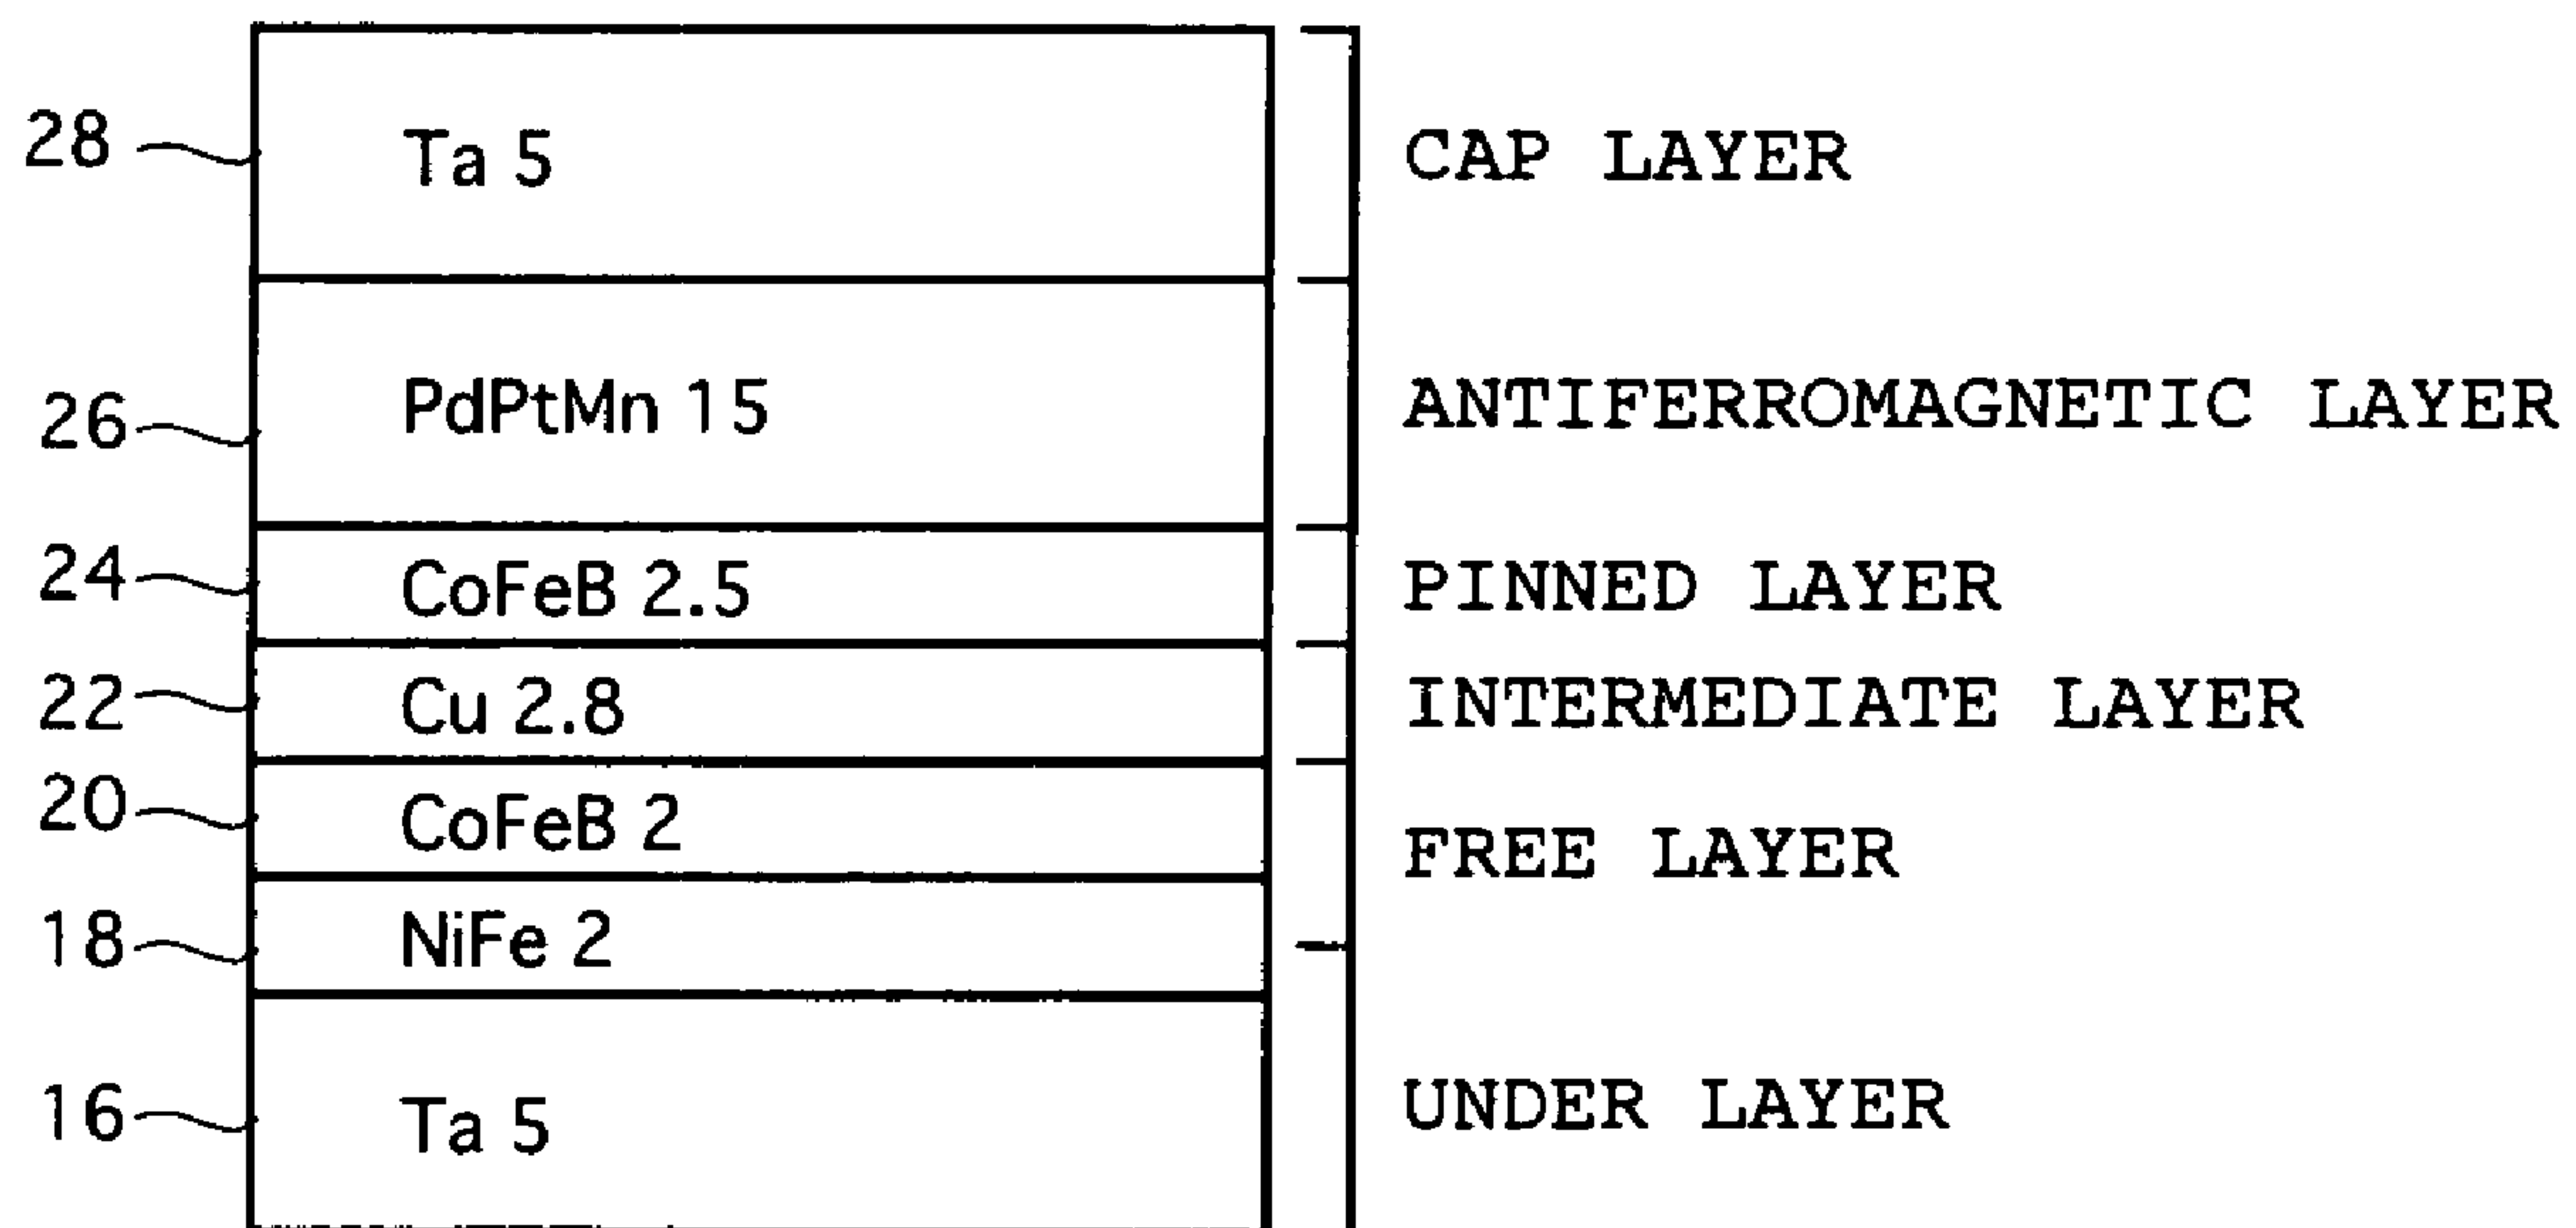 28 Ta 5 CAP LAYER
26 PdPtMn 15 ANTIFERROMAGNETIC LAYER
24 CoFeB 2.5 PINNED LAYER
22 Cu 2.8 INTERMEDIATE LAYER
20 CoFeB 2
FREE LAYER
18 NiFe 2
16 Ta 5 UNDER LAYER